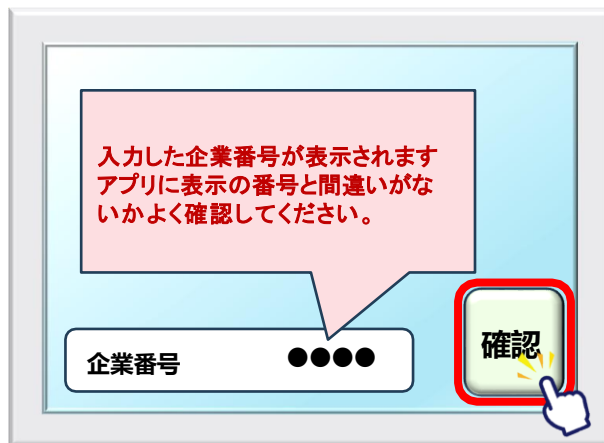 入力した企業番号が表示されます
アプリに表示の番号と間違いがな
いかよく確認してください。
企業番号 ●●●●
確認